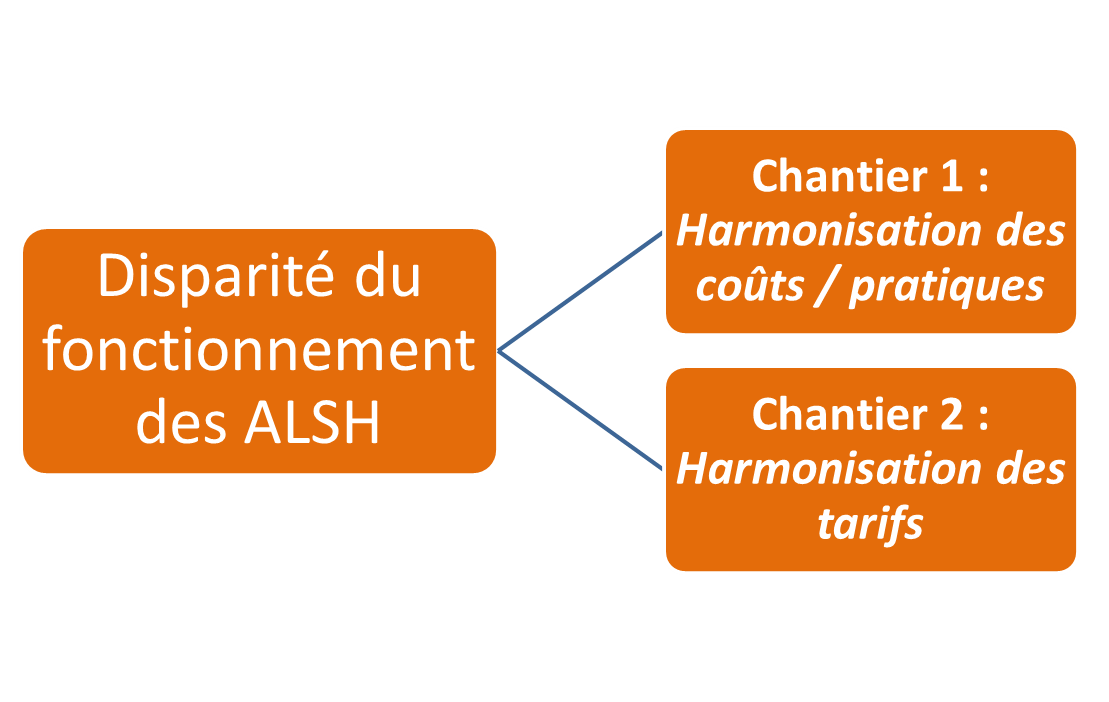 Disparité du
fonctionnement
des ALSH
Chantier 1 :
Harmonisation des
coûts / pratiques
Chantier 2 :
Harmonisation des
tarifs